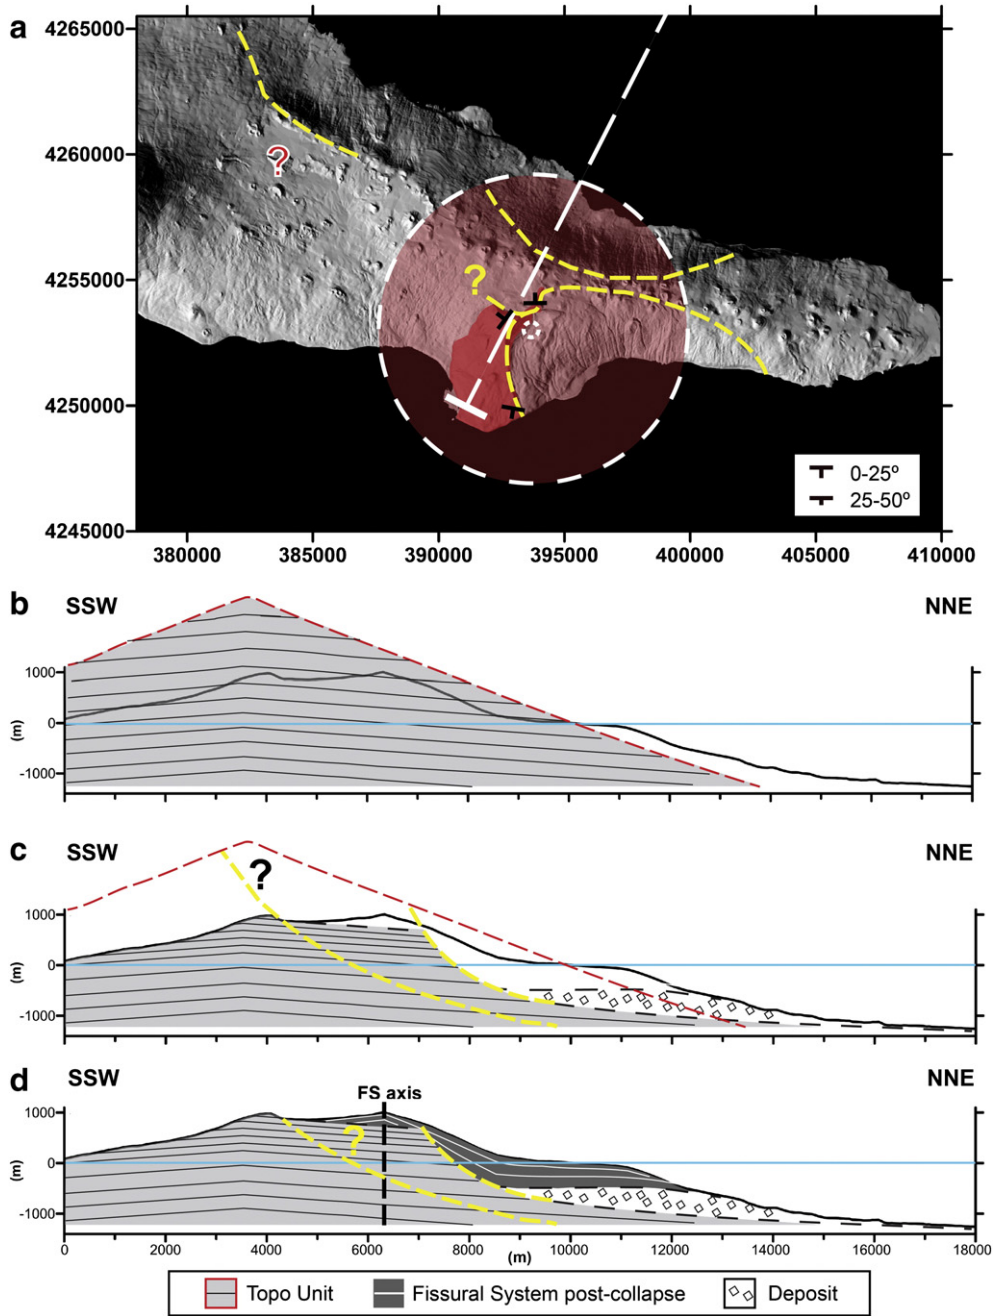 a
4265000
4260000
4255000
4250000
4245000
?
?
0-25º
25-50º
380000 385000 390000 395000 400000 405000 410000
b SSW NNE
1000
0
-1000
(m)
c SSW NNE
?
1000
0
-1000
(m)
d SSW NNE
FS axis
?
1000
0
-1000
(m)
0 2000 4000 6000 8000 10000 12000 14000 16000 18000
(m)
Topo Unit Fissural System post-collapse Deposit